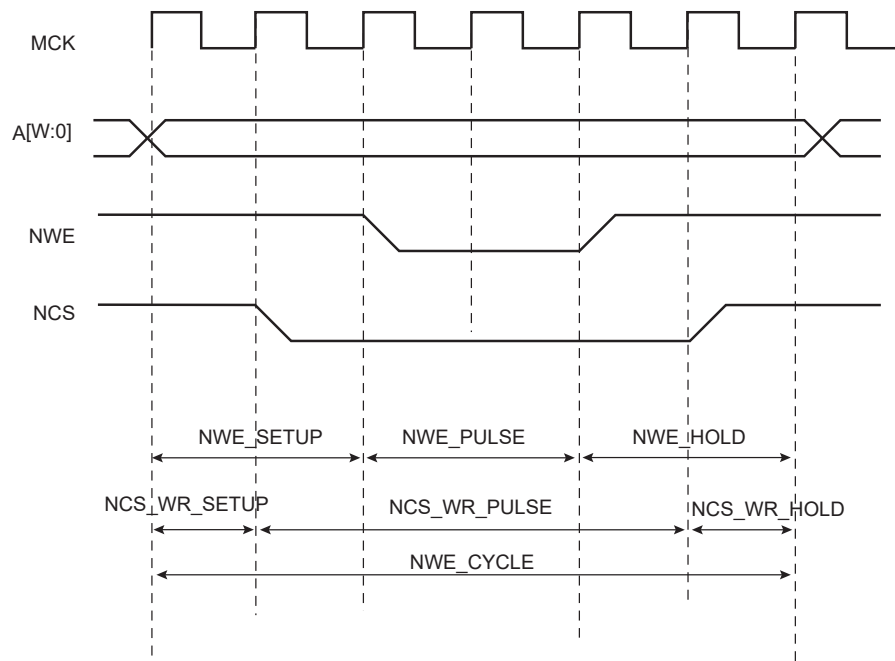 MCK
A[W:0]
NWE
NCS
NWE_SETUP NWE_PULSE NWE_HOLD
NCS_WR_SETUP NCS_WR_PULSE NCS_WR_HOLD
NWE_CYCLE